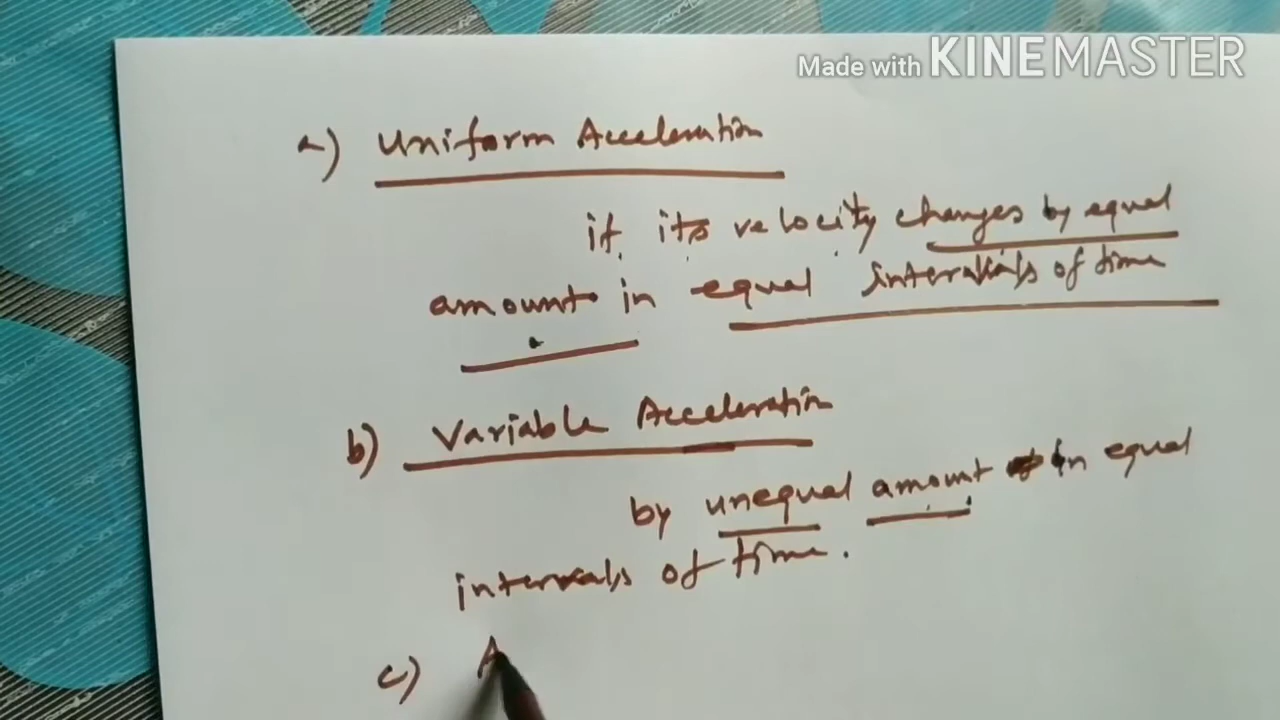 Made with KINEMASTER
a) Uniform Acceleration
if its velocity changes by equal
amount in equal intervals of time
b) Variable Acceleration
by unequal amount in equal
intervals of time.
c) A